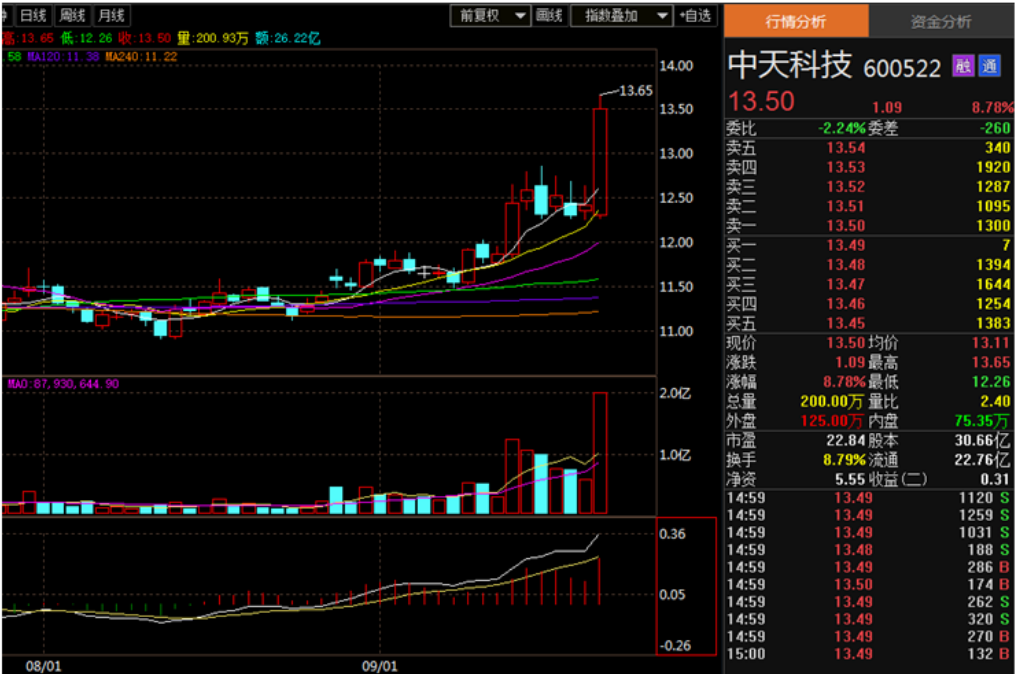 日线 周线 月线 前复权 画线 指数叠加 +自选
高:13.65 低:12.26 收:13.50 量:200.93万 额:26.22亿
.58 MA120:11.38 MA240:11.22
14.00
13.65
13.50
13.00
12.50
12.00
11.50
11.00
MA0:87,930,644.90
2.0亿
1.0亿
0.36
0.05
-0.26
08/01 09/01
行情分析 资金分析
中天科技 600522 融 通
13.50 1.09 8.78%
委比 -2.24% 委差 -260
卖五 13.54 340
卖四 13.53 1920
卖三 13.52 1287
卖二 13.51 1095
卖一 13.50 1300
买一 13.49 7
买二 13.48 1394
买三 13.47 1644
买四 13.46 1254
买五 13.45 1383
现价 13.50 均价 13.11
涨跌 1.09 最高 13.65
涨幅 8.78% 最低 12.26
总量 200.00万 量比 2.40
外盘 125.00万 内盘 75.35万
市盈 22.84 股本 30.66亿
换手 8.79% 流通 22.76亿
净资 5.55 收益(二) 0.31
14:59 13.49 1120 S
14:59 13.49 1259 S
14:59 13.49 1031 S
14:59 13.48 188 S
14:59 13.49 286 B
14:59 13.50 174 B
14:59 13.49 262 S
14:59 13.49 320 S
14:59 13.49 270 B
15:00 13.49 132 B